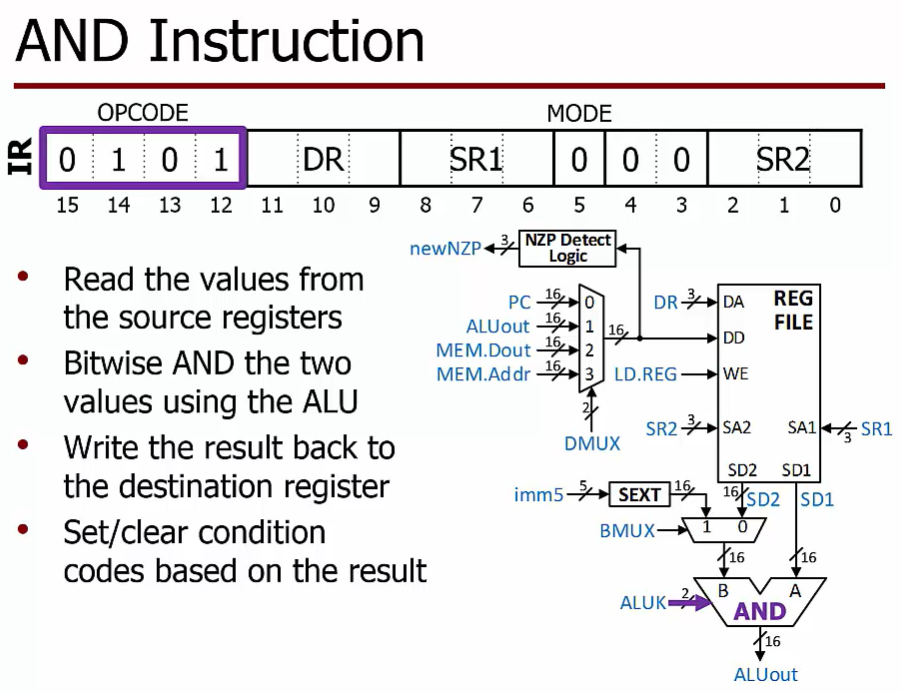 AND Instruction
OPCODE
MODE
IR
0 1 0 1 DR SR1 0 0 0 SR2
15 14 13 12 11 10 9 8 7 6 5 4 3 2 1 0
• Read the values from
the source registers
• Bitwise AND the two
values using the ALU
• Write the result back to
the destination register
• Set/clear condition
codes based on the result
newNZP 3 NZP Detect
Logic
PC 16 0
ALUout 16 1
MEM.Dout 16 2
MEM.Addr 16 3
16
2
DMUX
DR 3 DA REG
FILE
DD
LD.REG WE
SR2 3 SA2 SA1 3 SR1
SD2 SD1
imm5 5 SEXT 16 16 SD2 SD1
BMUX 1 0
16 16
B A
ALUK 2 AND
16
ALUout